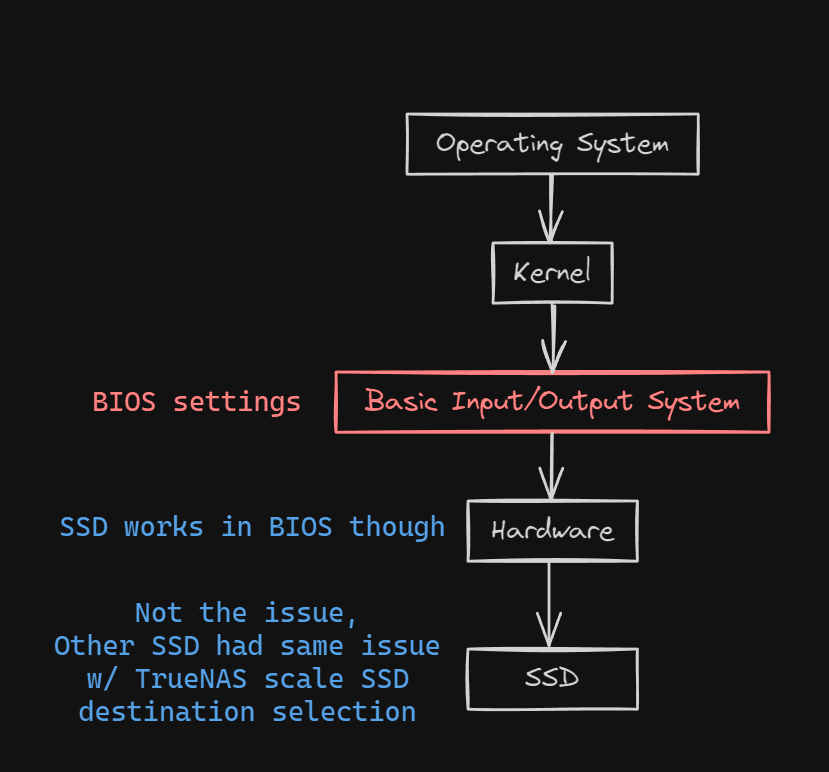 Operating System
Kernel
BIOS settings
Basic Input/Output System
SSD works in BIOS though
Hardware
Not the issue,
Other SSD had same issue
w/ TrueNAS scale SSD
destination selection
SSD